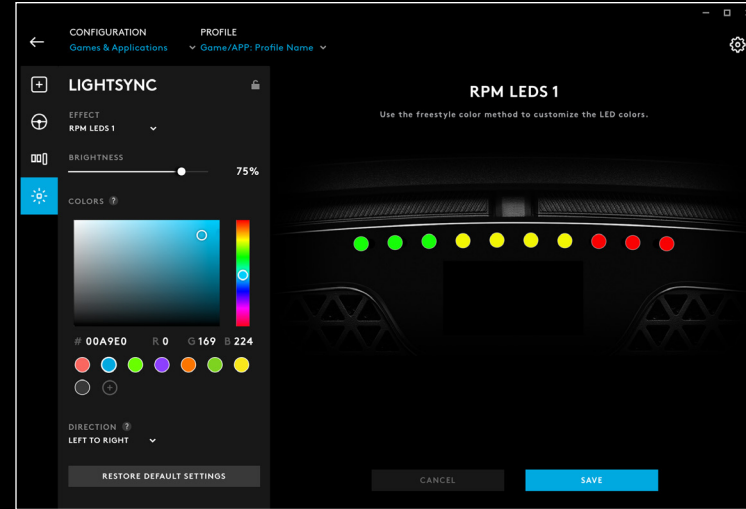 CONFIGURATION
PROFILE
Games & Applications
Game/APP: Profile Name
LIGHTSYNC
EFFECT
RPM LEDS 1
BRIGHTNESS
75%
COLORS ?
# 00A9E0 R 0 G 169 B 224
DIRECTION ?
LEFT TO RIGHT
RESTORE DEFAULT SETTINGS
RPM LEDS 1
Use the freestyle color method to customize the LED colors.
CANCEL
SAVE